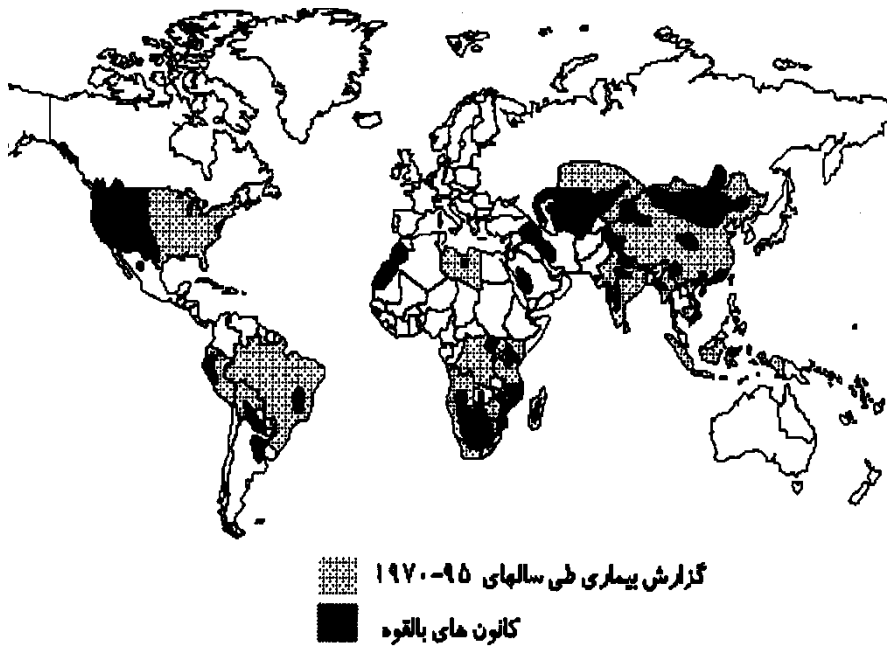 گزارش بیماری طی سالهای ۹۵-۱۹۷۰
کانون های بالقوه